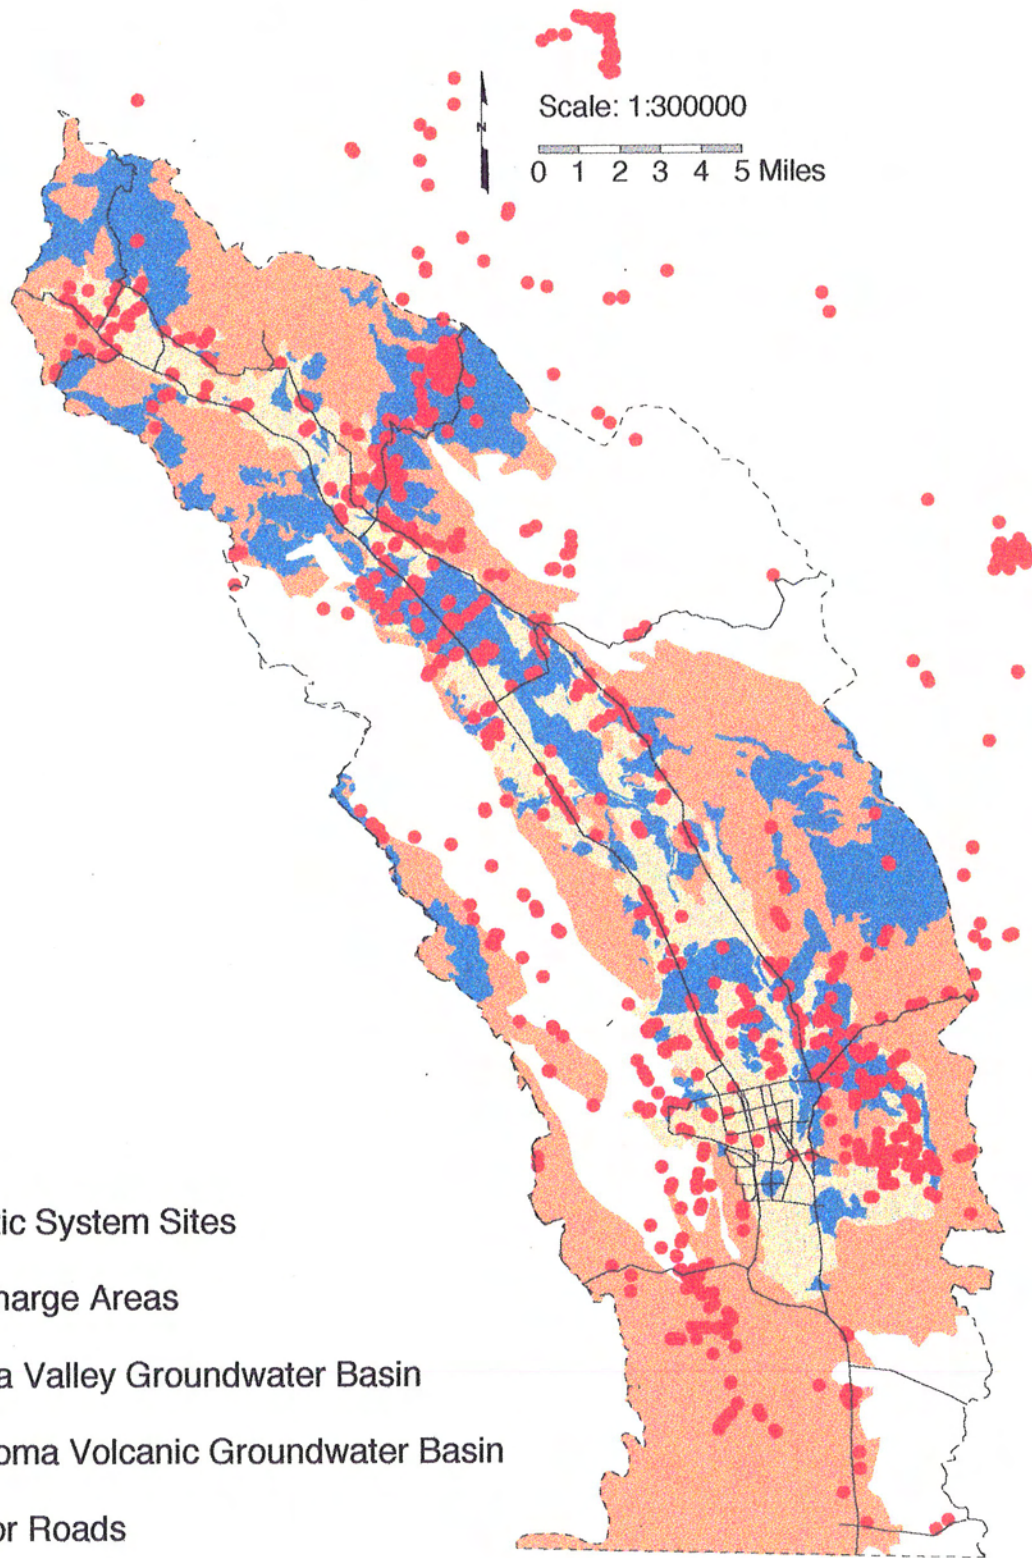 N
Scale: 1:300000
0 1 2 3 4 5 Miles
tic System Sites
harge Areas
a Valley Groundwater Basin
oma Volcanic Groundwater Basin
or Roads